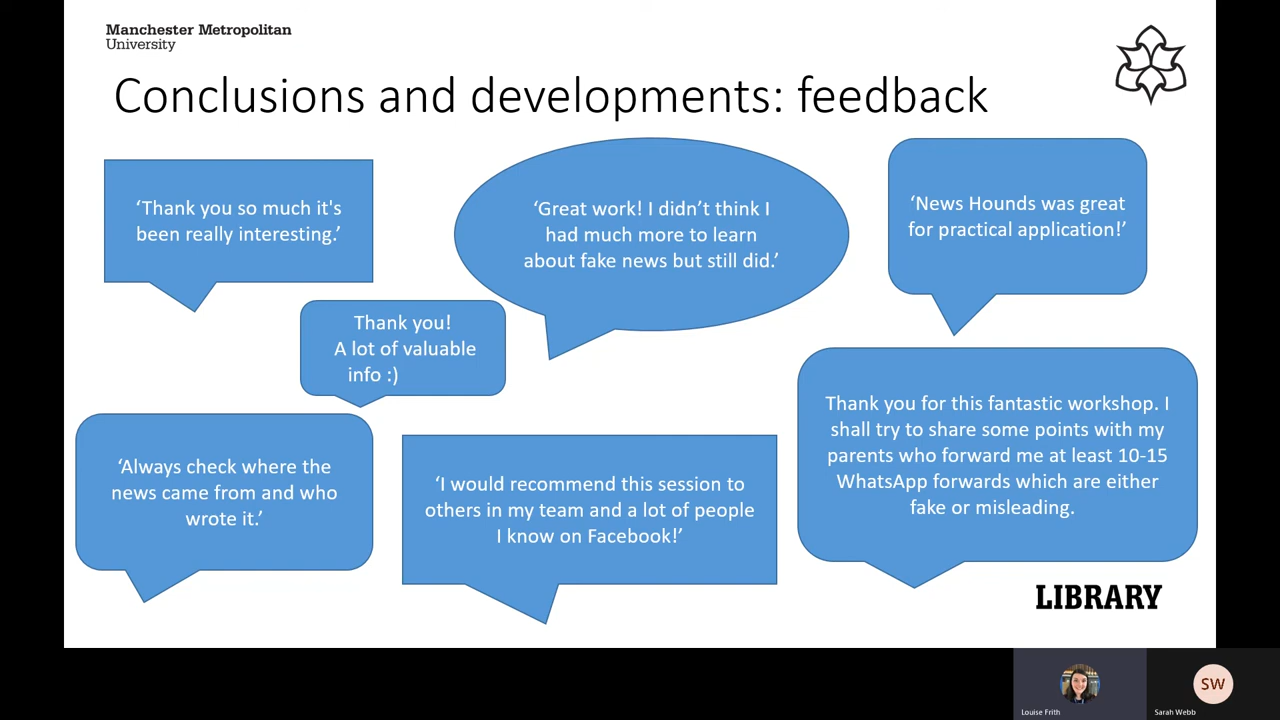 Manchester Metropolitan
University
Conclusions and developments: feedback
‘Thank you so much it's
been really interesting.’
‘Great work! I didn’t think I
had much more to learn
about fake news but still did.’
‘News Hounds was great
for practical application!’
Thank you!
A lot of valuable
info :)
Thank you for this fantastic workshop. I
shall try to share some points with my
parents who forward me at least 10-15
WhatsApp forwards which are either
fake or misleading.
‘Always check where the
news came from and who
wrote it.’
‘I would recommend this session to
others in my team and a lot of people
I know on Facebook!’
LIBRARY
SW
Louise Frith
Sarah Webb